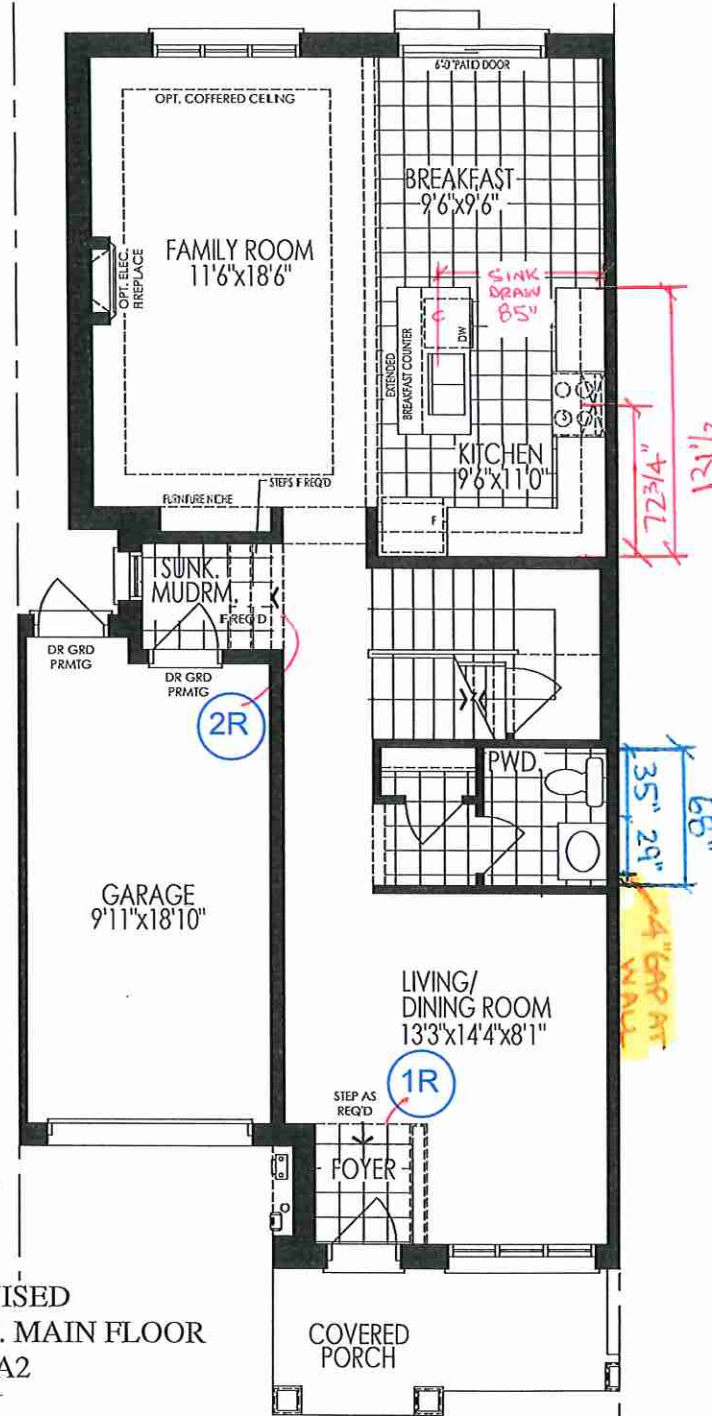 6'0"PATIO DOOR
OPT. COFFERED CEILING
BREAKFAST
9'6"x9'6"
FAMILY ROOM
11'6"x18'6"
OPT. ELEC.
FIREPLACE
SINK
DRAIN
85"
C
DW
EXTENDED
BREAKFAST COUNTER
KITCHEN
9'6"x11'0"
72 3/4"
131 1/2
STEPS IF REQ'D
FURNITURE NICHE
F
SUNK.
MUDRM.
IF REQ'D
DR GRD
PRMTG
DR GRD
PRMTG
2R
PWD.
35" 29"
68"
4" GAP AT
WALL
GARAGE
9'11"x18'10"
LIVING/
DINING ROOM
13'3"x14'4"x8'1"
1R
STEP AS
REQ'D
FOYER
ISED
. MAIN FLOOR
A2
COVERED
PORCH